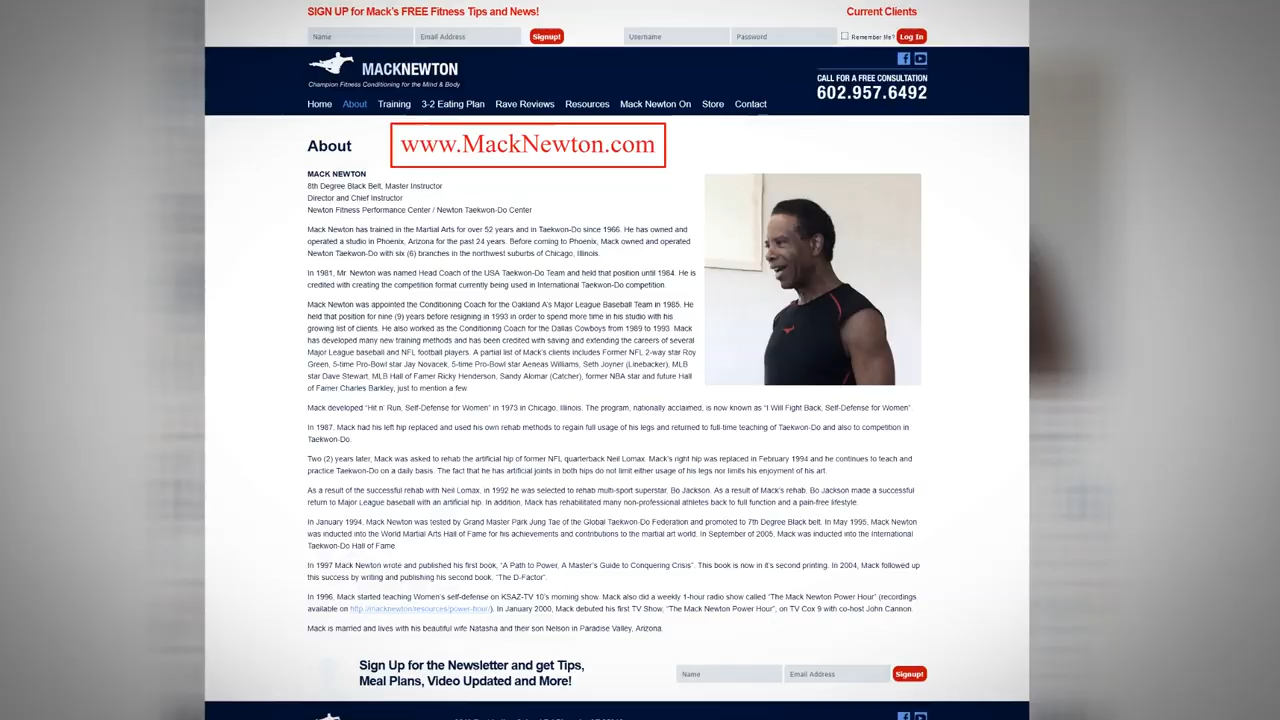 SIGN UP for Mack's FREE Fitness Tips and News!
Current Clients
Name
Email Address
Signup!
Username
Password
Remember Me?
Log In
MACKNEWTON
Champion Fitness Conditioning for the Mind & Body
CALL FOR A FREE CONSULTATION
602.957.6492
Home About Training 3-2 Eating Plan Rave Reviews Resources Mack Newton On Store Contact
About
www.MackNewton.com
MACK NEWTON
8th Degree Black Belt, Master Instructor
Director and Chief Instructor
Newton Fitness Performance Center / Newton Taekwon-Do Center
Mack Newton has trained in the Martial Arts for over 52 years and in Taekwon-Do since 1966. He has owned and
operated a studio in Phoenix, Arizona for the past 24 years. Before coming to Phoenix, Mack owned and operated
Newton Taekwon-Do with six (6) branches in the northwest suburbs of Chicago, Illinois.
In 1981, Mr. Newton was named Head Coach of the USA Taekwon-Do Team and held that position until 1984. He is
credited with creating the competition format currently being used in International Taekwon-Do competition.
Mack Newton was appointed the Conditioning Coach for the Oakland A's Major League Baseball Team in 1985. He
held that position for nine (9) years before resigning in 1993 in order to spend more time in his studio with his
growing list of clients. He also worked as the Conditioning Coach for the Dallas Cowboys from 1989 to 1993. Mack
has developed many new training methods and has been credited with saving and extending the careers of several
Major League baseball and NFL football players. A partial list of Mack's clients includes Former NFL 2-way star Roy
Green, 5-time Pro-Bowl star Jay Novacek, 5-time Pro-Bowl star Aeneas Williams, Seth Joyner (Linebacker), MLB
star Dave Stewart, MLB Hall of Famer Ricky Henderson, Sandy Alomar (Catcher), former NBA star and future Hall
of Famer Charles Barkley, just to mention a few
Mack developed "Hit n' Run, Self-Defense for Women" in 1973 in Chicago, Illinois. The program, nationally acclaimed, is now known as "I Will Fight Back, Self-Defense for Women".
In 1987, Mack had his left hip replaced and used his own rehab methods to regain full usage of his legs and returned to full-time teaching of Taekwon-Do and also to competition in
Taekwon-Do.
Two (2) years later, Mack was asked to rehab the artificial hip of former NFL quarterback Neil Lomax. Mack's right hip was replaced in February 1994 and he continues to teach and
practice Taekwon-Do on a daily basis. The fact that he has artificial joints in both hips do not limit either usage of his legs nor limits his enjoyment of his art.
As a result of the successful rehab with Neil Lomax, in 1992 he was selected to rehab multi-sport superstar, Bo Jackson. As a result of Mack's rehab, Bo Jackson made a successful
return to Major League baseball with an artificial hip. In addition, Mack has rehabilitated many non-professional athletes back to full function and a pain-free lifestyle.
In January 1994, Mack Newton was tested by Grand Master Park Jung Tae of the Global Taekwon-Do Federation and promoted to 7th Degree Black belt. In May 1995, Mack Newton
was inducted into the World Martial Arts Hall of Fame for his achievements and contributions to the martial art world. In September of 2005, Mack was inducted into the International
Taekwon-Do Hall of Fame
In 1997 Mack Newton wrote and published his first book, "A Path to Power, A Master's Guide to Conquering Crisis". This book is now in it's second printing. In 2004, Mack followed up
this success by writing and publishing his second book. "The D-Factor".
In 1996, Mack started teaching Women's self-defense on KSAZ-TV 10's morning show. Mack also did a weekly 1-hour radio show called "The Mack Newton Power Hour" (recordings
available on http://macknewton/resources/power-hour/). In January 2000, Mack debuted his first TV Show, "The Mack Newton Power Hour", on TV Cox 9 with co-host John Cannon.
Mack is married and lives with his beautiful wife Natasha and their son Nelson in Paradise Valley, Arizona.
Sign Up for the Newsletter and get Tips,
Meal Plans, Video Updated and More!
Name
Email Address
Signup!